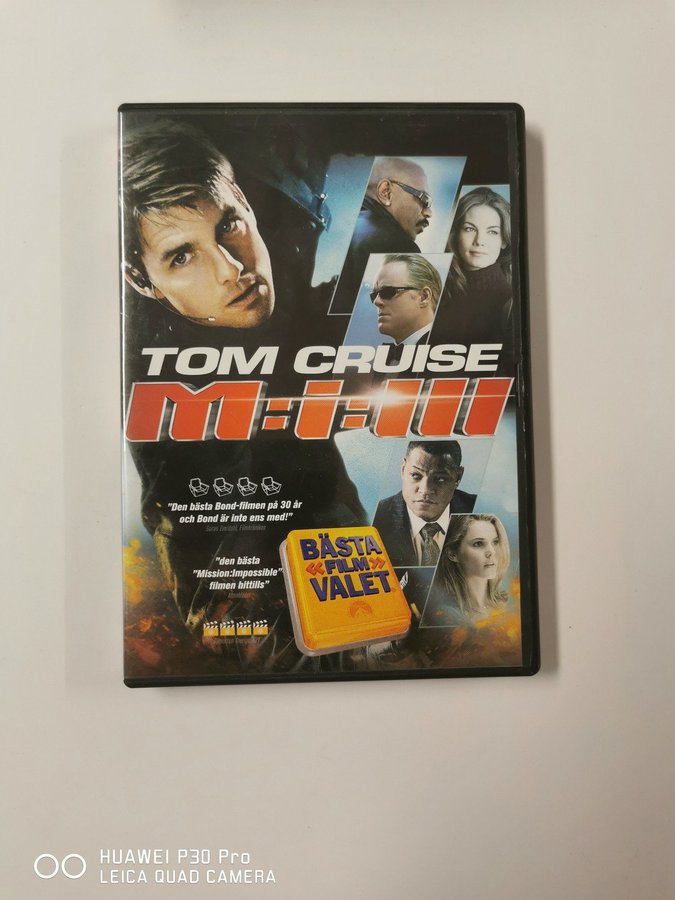 TOM CRUISE
M:i:III
"Den bästa Bond-filmen på 30 år
och Bond är inte ens med!"
"den bästa
"Mission:Impossible"
filmen hittills"
Aftonbladet
BÄSTA
«FILM»
VALET
HUAWEI P30 Pro
LEICA QUAD CAMERA